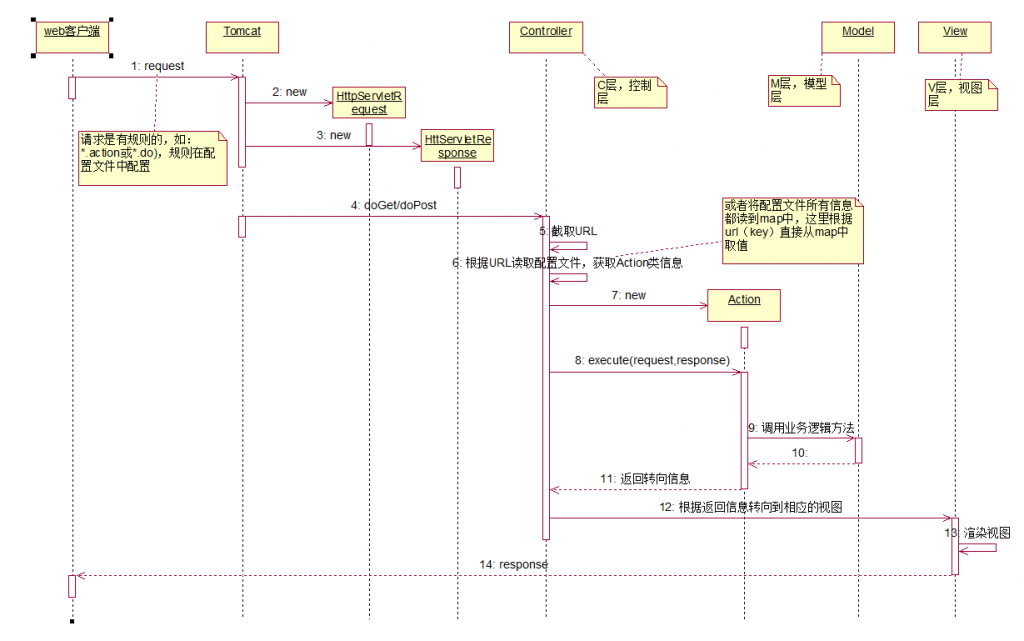 web客户端
Tomcat
Controller
Model
View
1: request
2: new
HttpServletR
equest
C层，控制
层
M层，模型
层
V层，视图
层
3: new
HttServletRe
sponse
请求是有规则的，如：
*.action或*.do)，规则在配
置文件中配置
4: doGet/doPost
或者将配置文件所有信息
都读到map中，这里根据
url（key）直接从map中
取值
5: 截取URL
6: 根据URL读取配置文件，获取Action类信息
7: new
Action
8: execute(request,response)
9: 调用业务逻辑方法
10:
11: 返回转向信息
12: 根据返回信息转向到相应的视图
13: 渲染视图
14: response